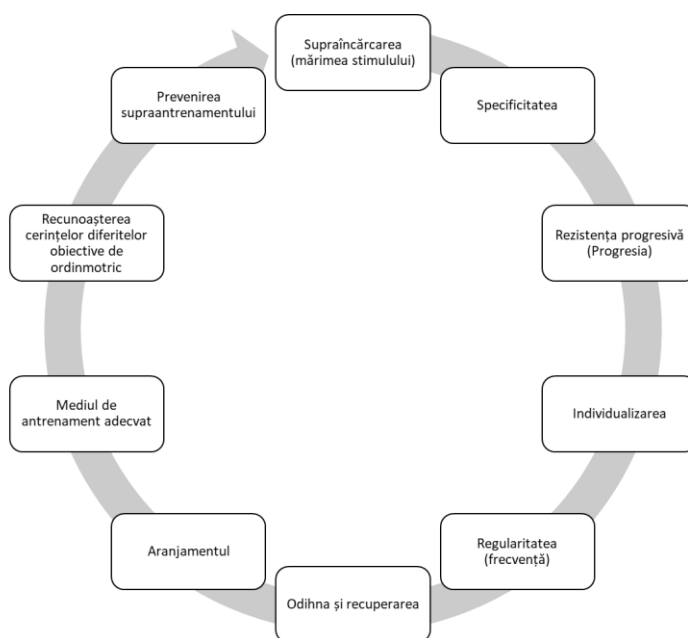 Supraîncărcarea
(mărimea stimulului)
Specificitatea
Rezistența progresivă
(Progresia)
Individualizarea
Regularitatea
(frecvență)
Odihna și recuperarea
Aranjamentul
Mediul de
antrenament adecvat
Recunoașterea
cerințelor diferitelor
obiective de
ordinmotric
Prevenirea
supraantrenamentului